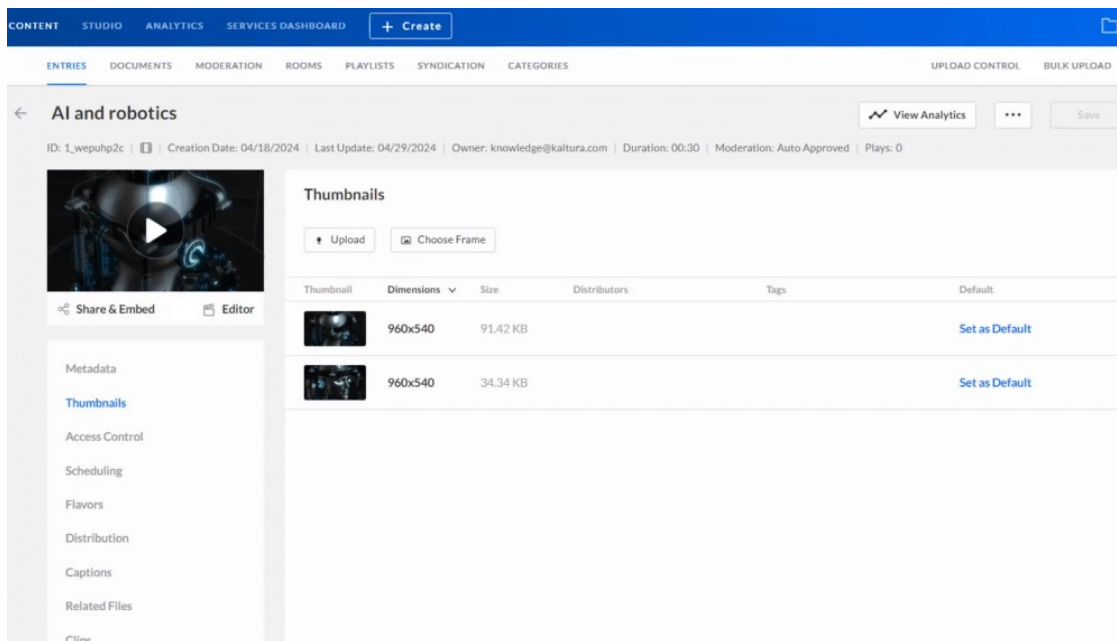 CONTENT STUDIO ANALYTICS SERVICES DASHBOARD + Create
ENTRIES DOCUMENTS MODERATION ROOMS PLAYLISTS SYNDICATION CATEGORIES UPLOAD CONTROL BULK UPLOAD
AI and robotics View Analytics ••• Save
ID: 1_wepuhp2c | Creation Date: 04/18/2024 | Last Update: 04/29/2024 | Owner: knowledge@kaltura.com | Duration: 00:30 | Moderation: Auto Approved | Plays: 0
Thumbnails
Upload Choose Frame
Thumbnail Dimensions Size Distributors Tags Default
Share & Embed Editor
960x540 91.42 KB Set as Default
960x540 34.34 KB Set as Default
Metadata
Thumbnails
Access Control
Scheduling
Flavors
Distribution
Captions
Related Files
Clips